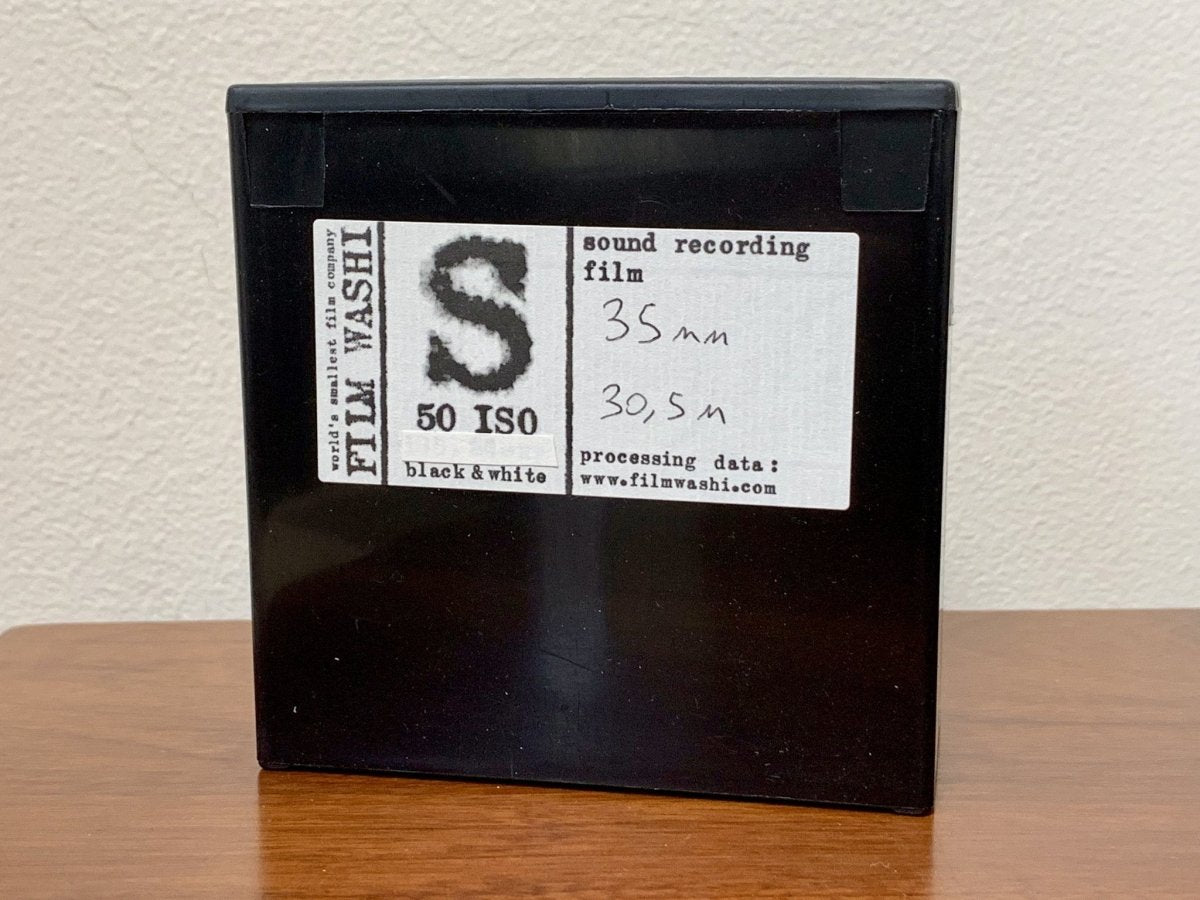 world's smallest film company
FILM WASHI
S
50 ISO
black & white
sound recording
film
35mm
30,5m
processing data:
www.filmwashi.com